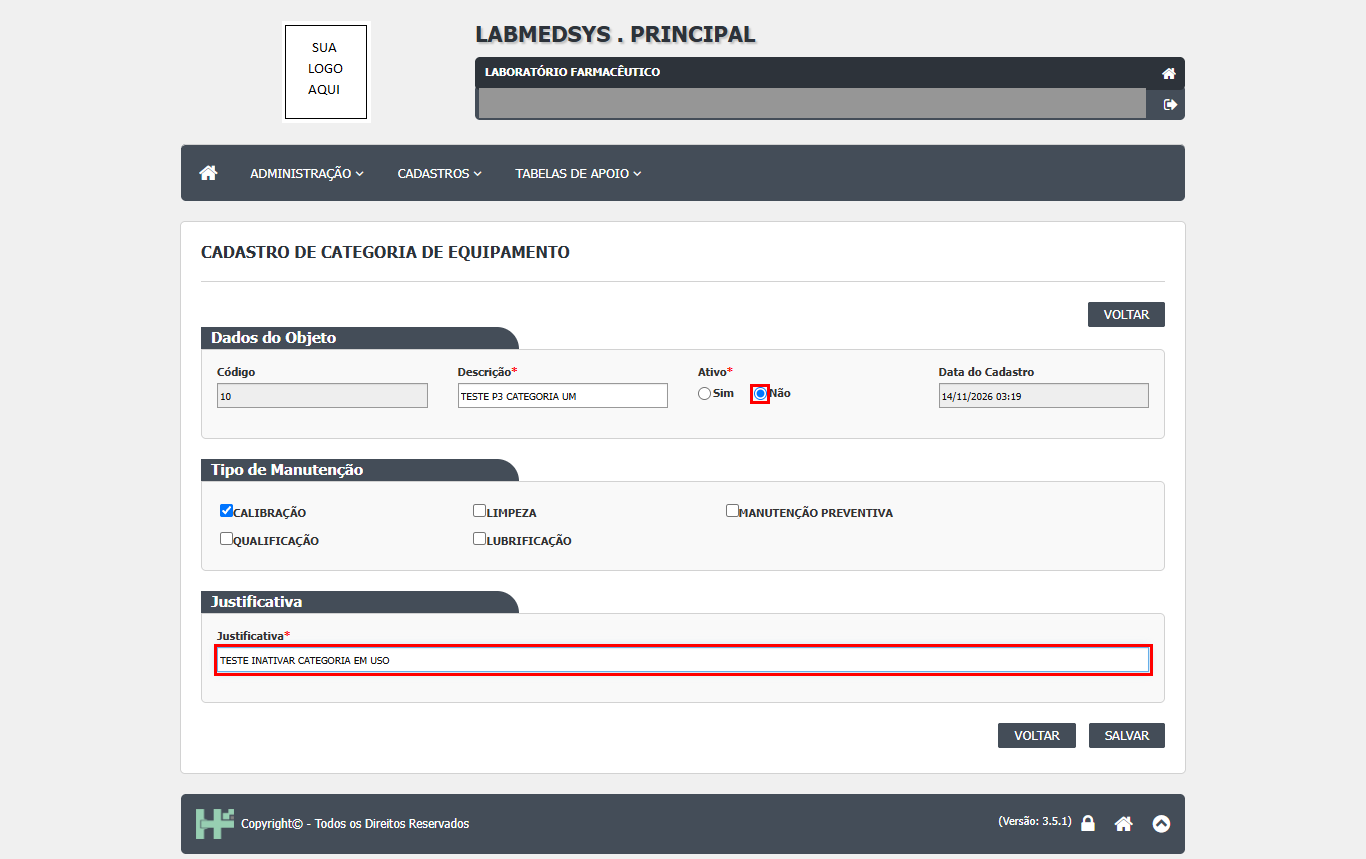 SUA
LOGO
AQUI
LABMEDSYS . PRINCIPAL
LABORATÓRIO FARMACÊUTICO
ADMINISTRAÇÃO CADASTROS TABELAS DE APOIO
CADASTRO DE CATEGORIA DE EQUIPAMENTO
VOLTAR
Dados do Objeto
Código Descrição* Ativo* Data do Cadastro
10 TESTE P3 CATEGORIA UM Sim Não 14/11/2026 03:19
Tipo de Manutenção
CALIBRAÇÃO LIMPEZA MANUTENÇÃO PREVENTIVA
QUALIFICAÇÃO LUBRIFICAÇÃO
Justificativa
Justificativa*
TESTE INATIVAR CATEGORIA EM USO
VOLTAR SALVAR
Copyright© - Todos os Direitos Reservados (Versão: 3.5.1)